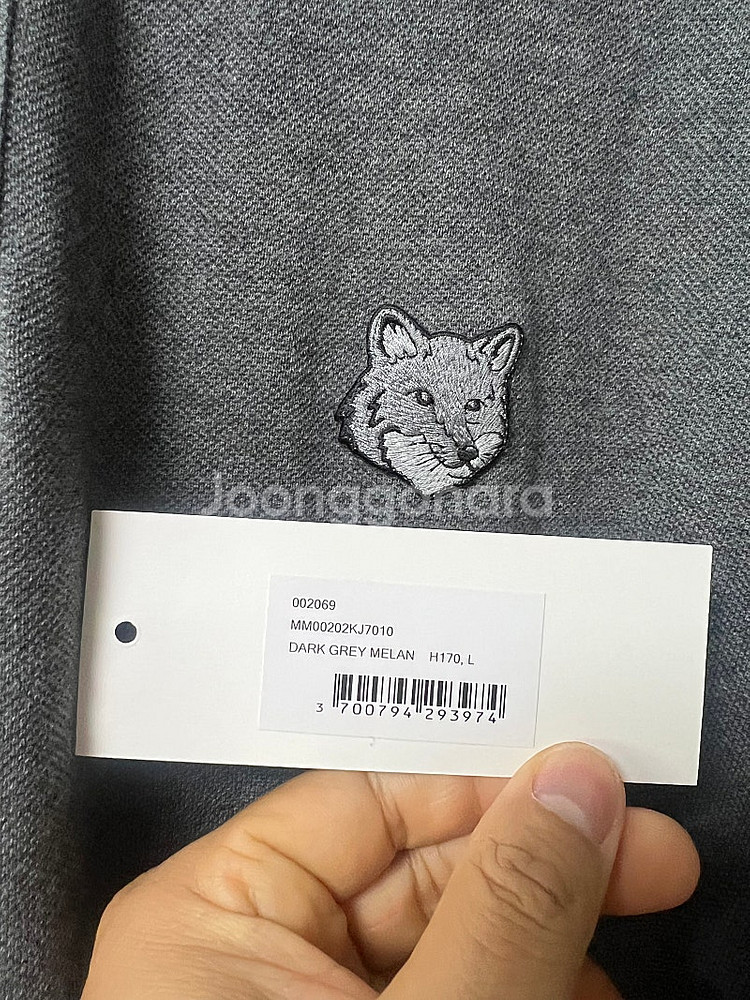 Joonggonara
002069
MM00202KJ7010
DARK GREY MELAN H170, L
3 700794 293974